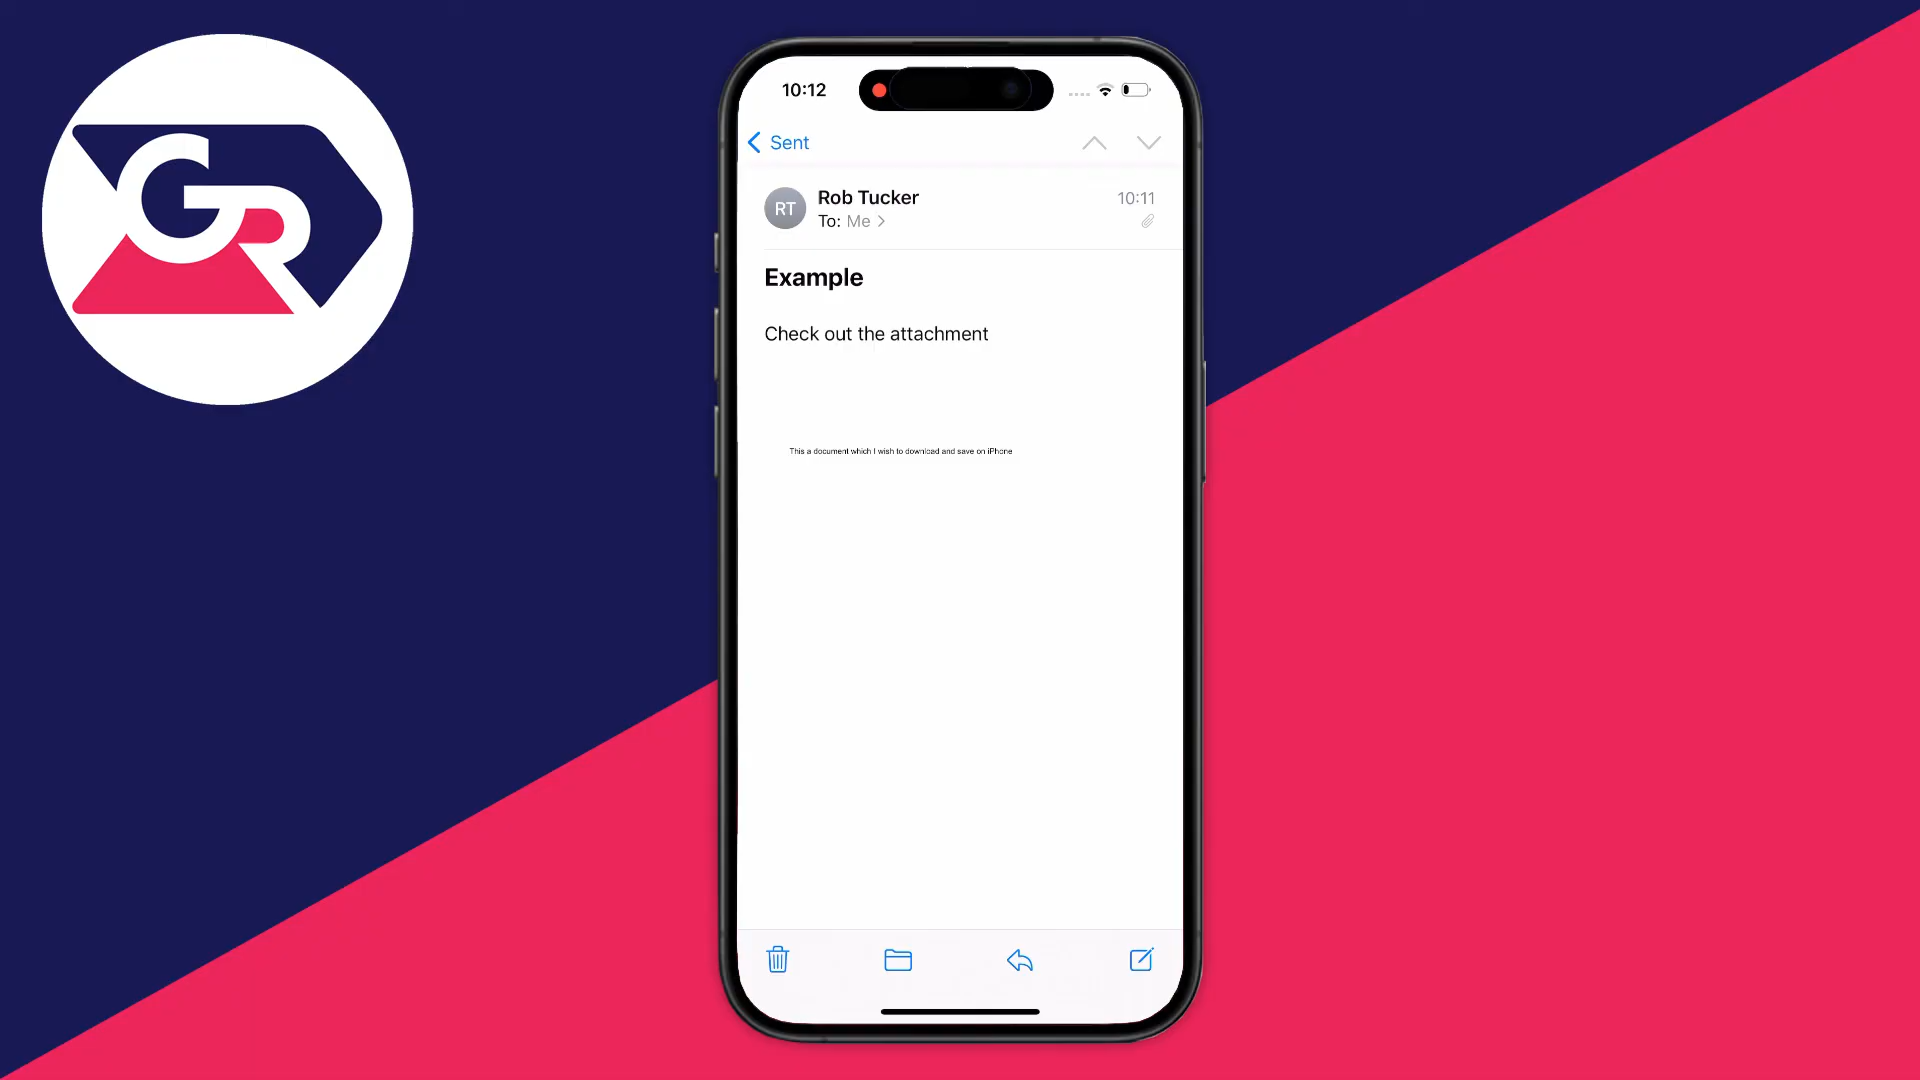 GR
10:12
Sent
RT
Rob Tucker
10:11
To: Me
Example
Check out the attachment
This a document which I wish to download and save on iPhone